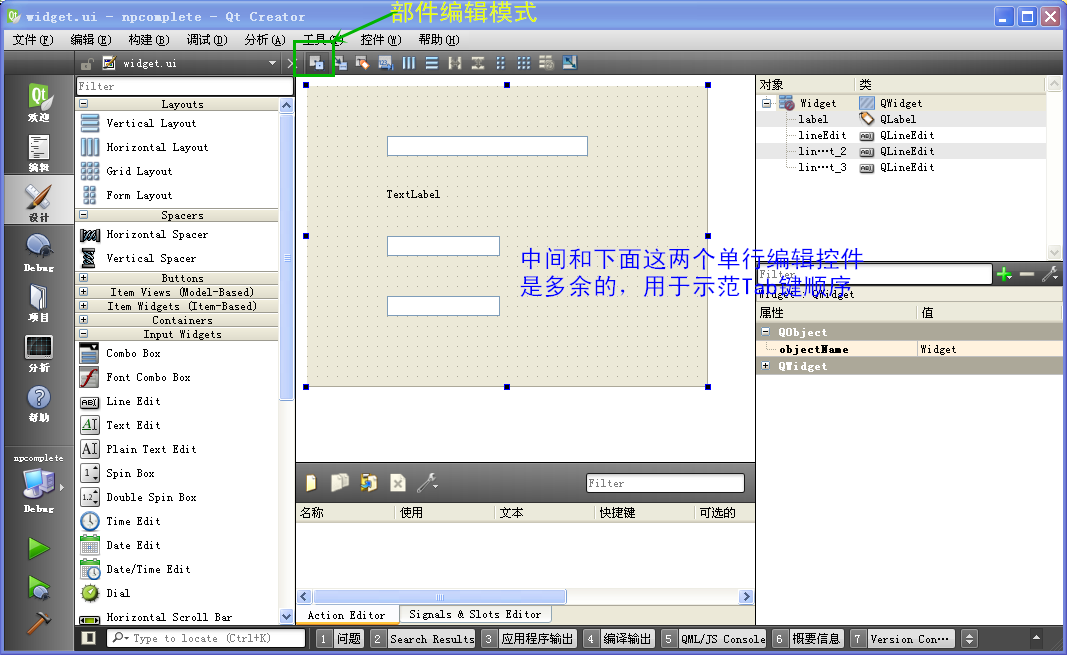 部件编辑模式
widget.ui - npcomplete - Qt Creator
文件(F) 编辑(E) 构建(B) 调试(D) 分析(A) 工具(T) 控件(W) 帮助(H)
widget.ui
欢迎
编辑
设计
Debug
项目
分析
帮助
npcomplete
Debug
Filter
Layouts
Vertical Layout
Horizontal Layout
Grid Layout
Form Layout
Spacers
Horizontal Spacer
Vertical Spacer
Buttons
Item Views (Model-Based)
Item Widgets (Item-Based)
Containers
Input Widgets
Combo Box
Font Combo Box
Line Edit
Text Edit
Plain Text Edit
Spin Box
Double Spin Box
Time Edit
Date Edit
Date/Time Edit
Dial
Horizontal Scroll Bar
TextLabel
中间和下面这两个单行编辑控件
是多余的，用于示范Tab键顺序
Filter
名称 使用 文本 快捷键 可选的
Action Editor Signals & Slots Editor
对象 类
Widget QWidget
label QLabel
lineEdit QLineEdit
lin…t_2 QLineEdit
lin…t_3 QLineEdit
Filter
Widget : QWidget
属性 值
QObject
objectName Widget
QWidget
Type to locate (Ctrl+K) 1 问题 2 Search Results 3 应用程序输出 4 编译输出 5 QML/JS Console 6 概要信息 7 Version Con…